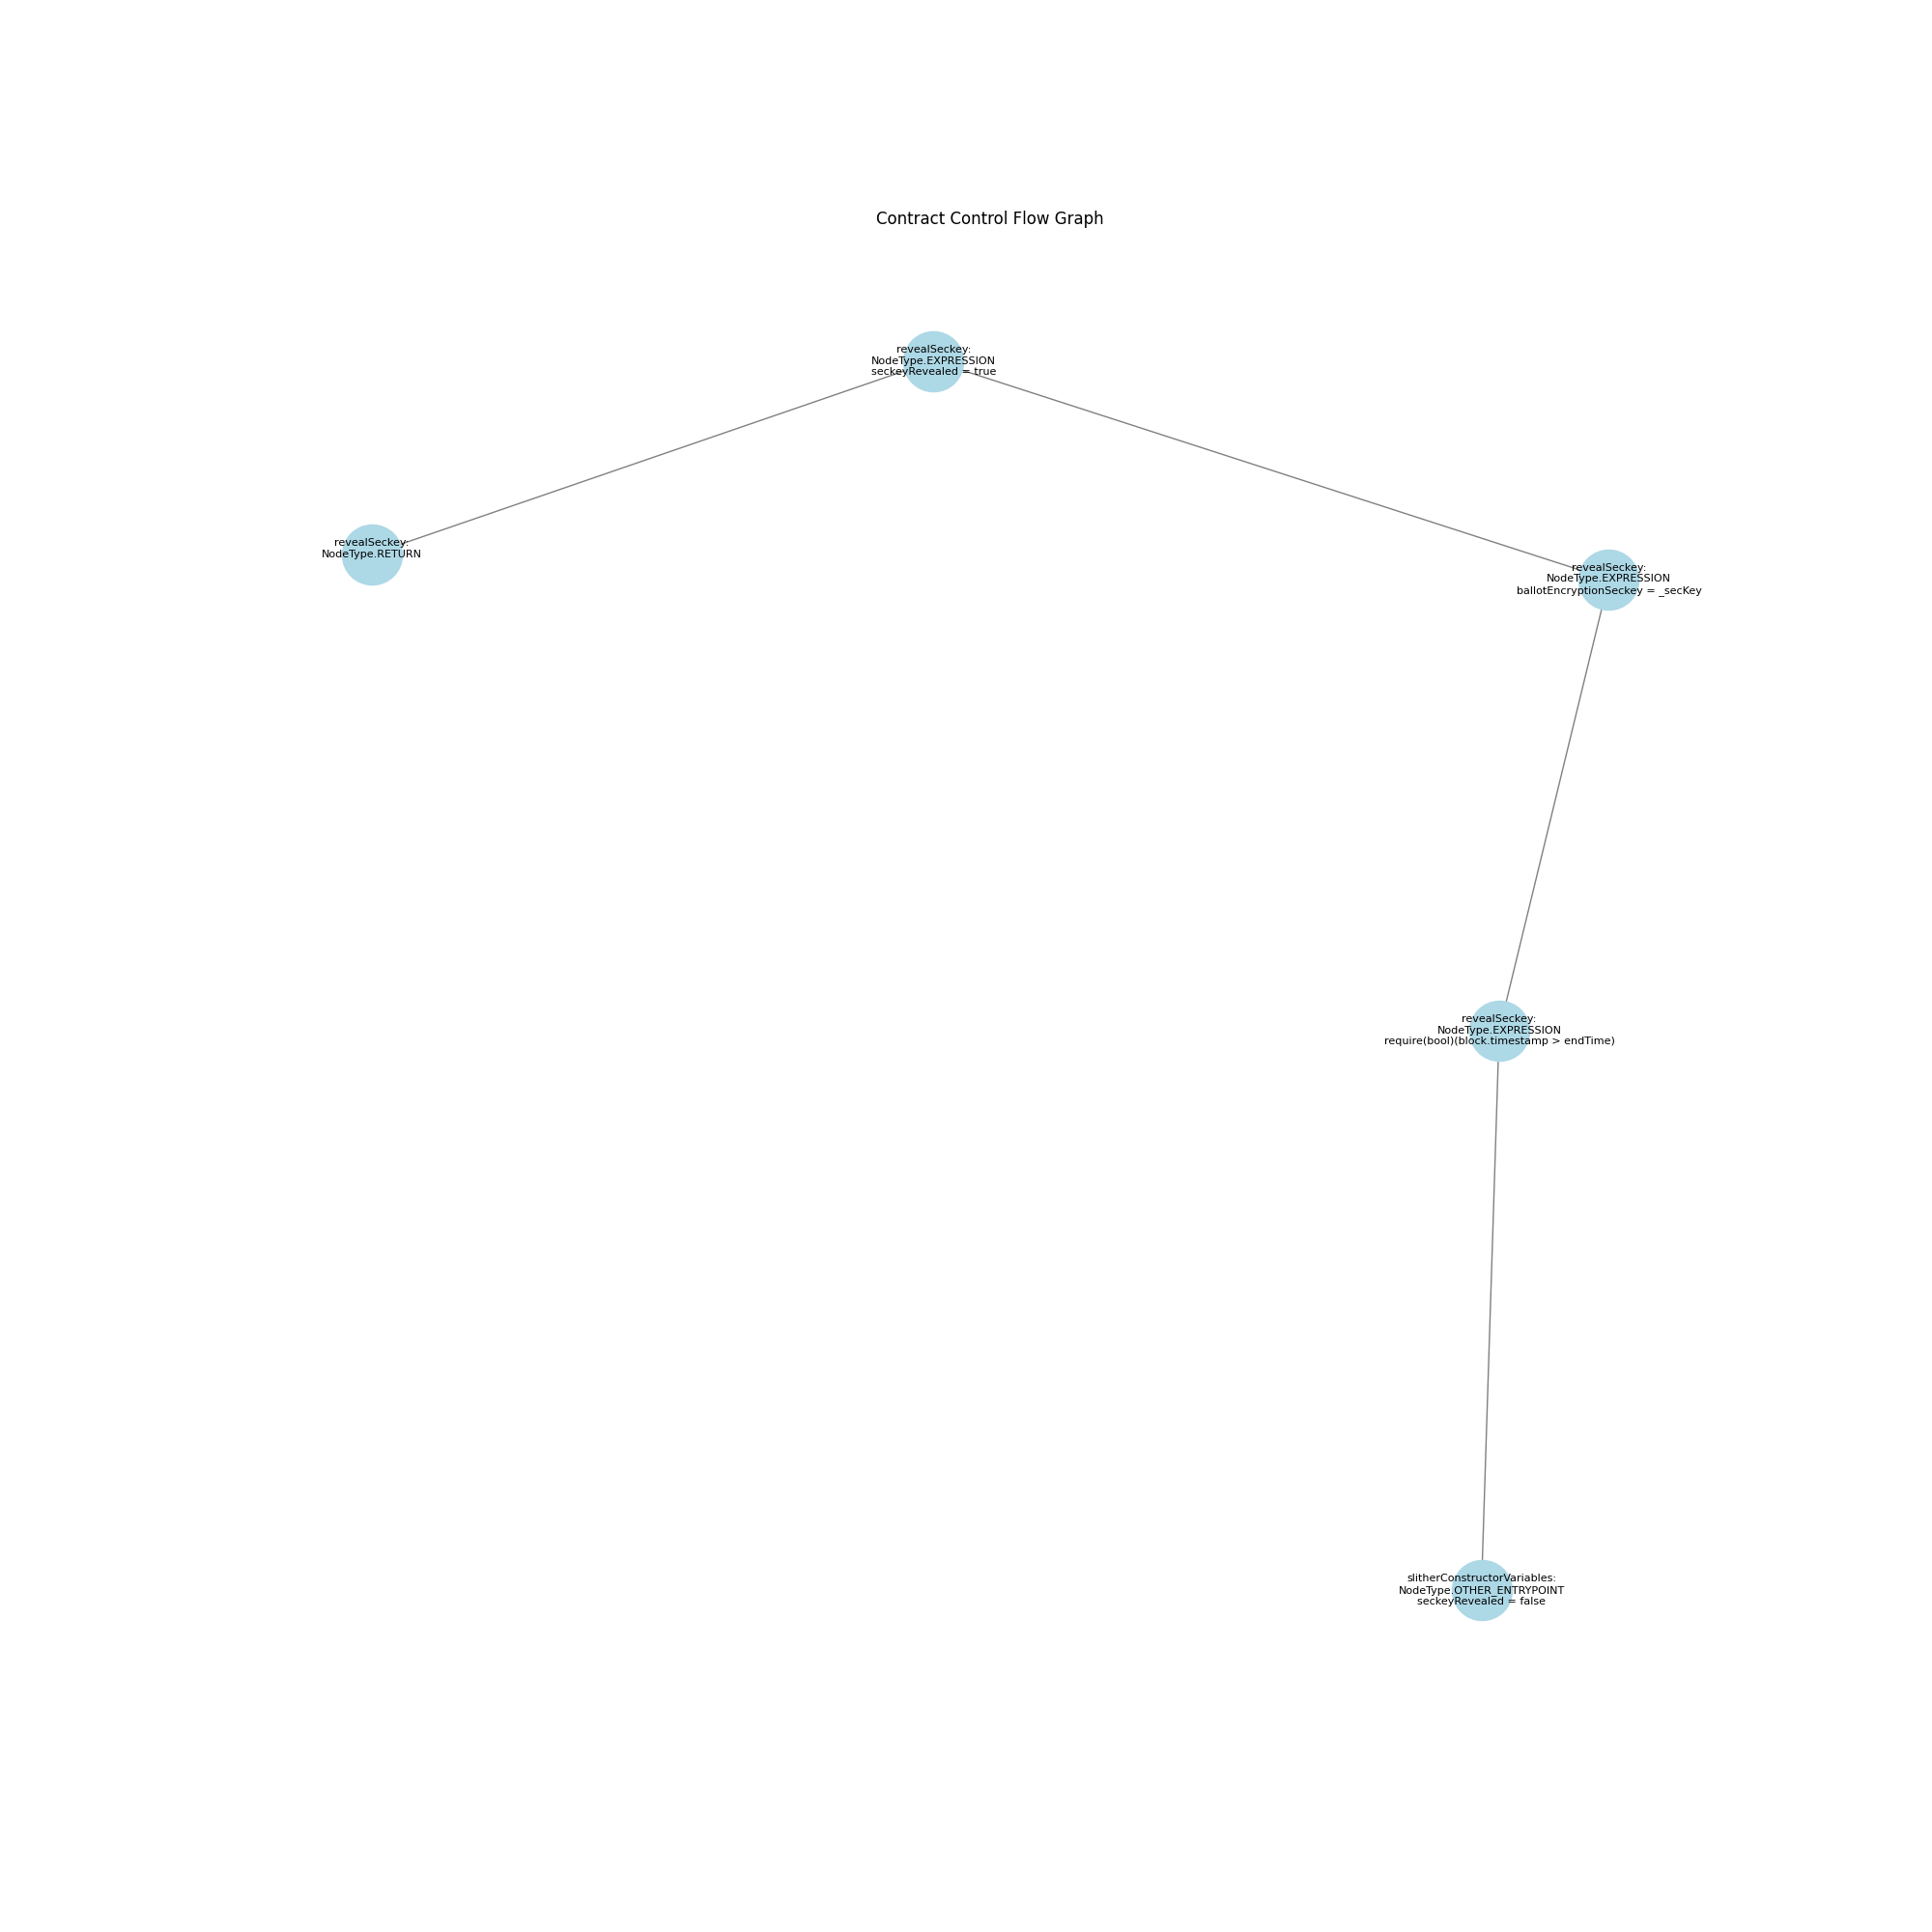 Contract Control Flow Graph
revealSeckey:
NodeType.EXPRESSION
seckeyRevealed = true
revealSeckey:
NodeType.RETURN
revealSeckey:
NodeType.EXPRESSION
ballotEncryptionSeckey = _secKey
revealSeckey:
NodeType.EXPRESSION
require(bool)(block.timestamp > endTime)
slitherConstructorVariables:
NodeType.OTHER_ENTRYPOINT
seckeyRevealed = false